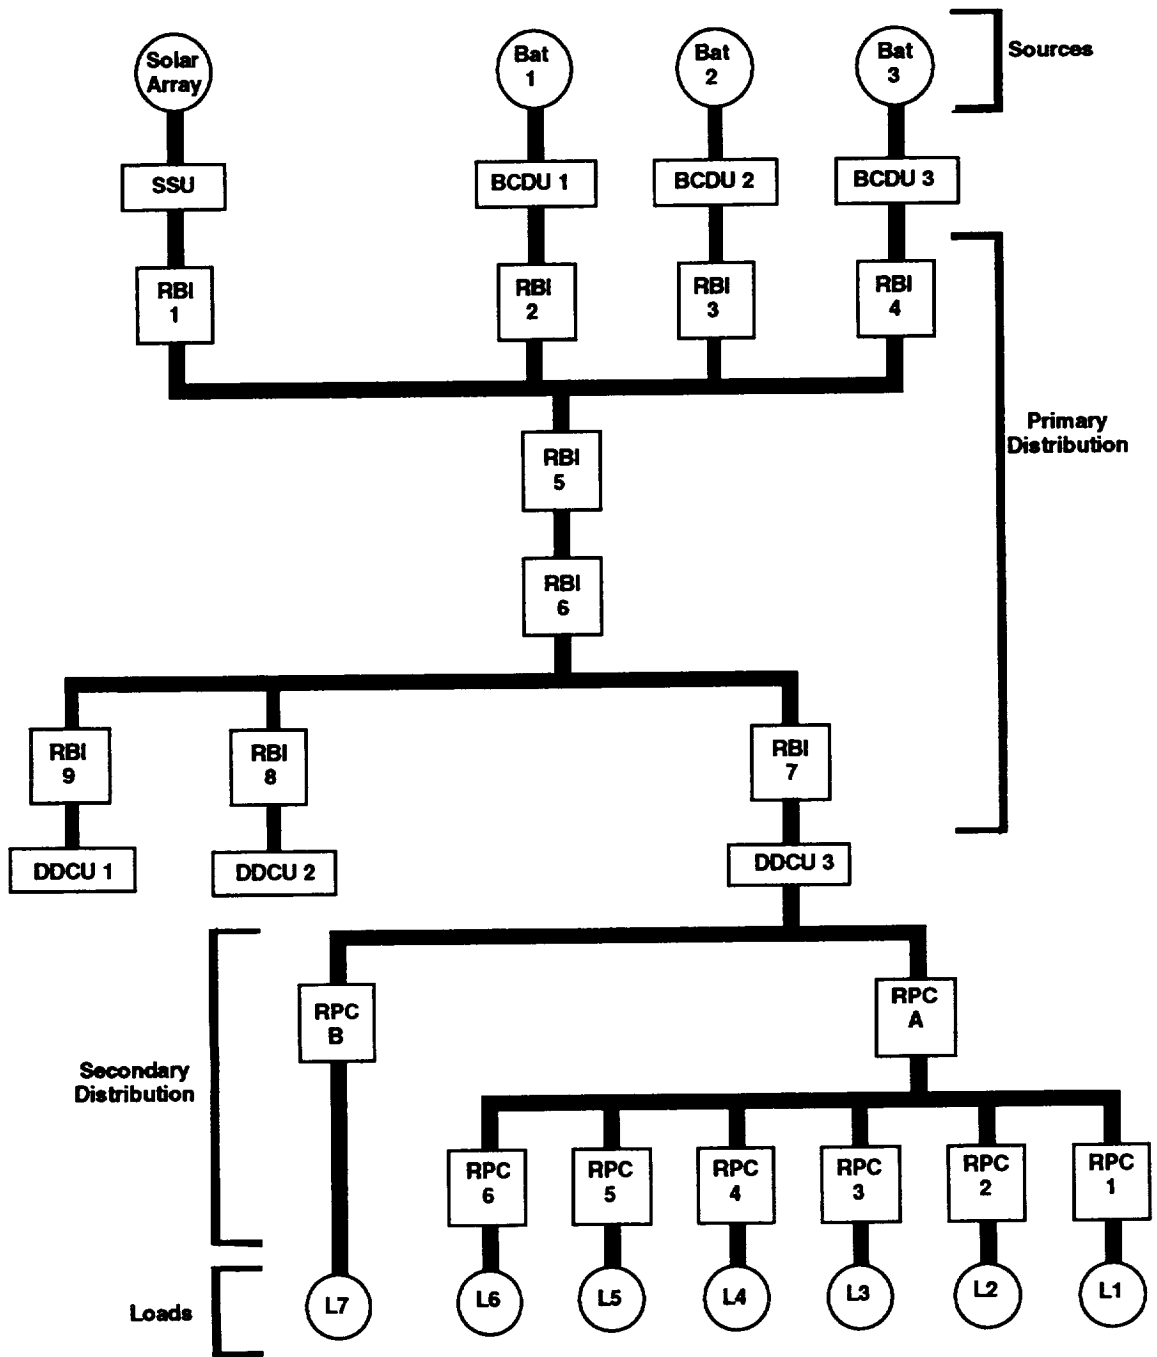 Solar
Array
Bat
1
Bat
2
Bat
3
Sources
SSU
BCDU 1
BCDU 2
BCDU 3
RBI
1
RBI
2
RBI
3
RBI
4
Primary
Distribution
RBI
5
RBI
6
RBI
9
RBI
8
RBI
7
DDCU 1
DDCU 2
DDCU 3
RPC
B
RPC
A
Secondary
Distribution
RPC
6
RPC
5
RPC
4
RPC
3
RPC
2
RPC
1
Loads
L7
L6
L5
L4
L3
L2
L1